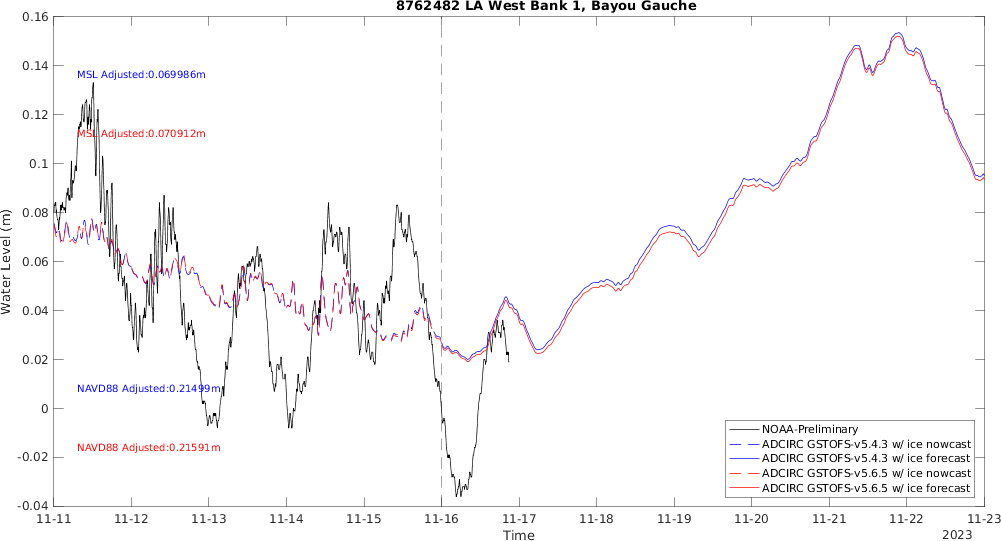 8762482 LA West Bank 1, Bayou Gauche
Water Level (m)
0.16
0.14
0.12
0.1
0.08
0.06
0.04
0.02
0
-0.02
-0.04
MSL Adjusted:0.069986m
MSL Adjusted:0.070912m
NAVD88 Adjusted:0.21499m
NAVD88 Adjusted:0.21591m
NOAA-Preliminary
ADCIRC GSTOFS-v5.4.3 w/ ice nowcast
ADCIRC GSTOFS-v5.4.3 w/ ice forecast
ADCIRC GSTOFS-v5.6.5 w/ ice nowcast
ADCIRC GSTOFS-v5.6.5 w/ ice forecast
11-11 11-12 11-13 11-14 11-15 11-16 11-17 11-18 11-19 11-20 11-21 11-22 11-23
Time
2023